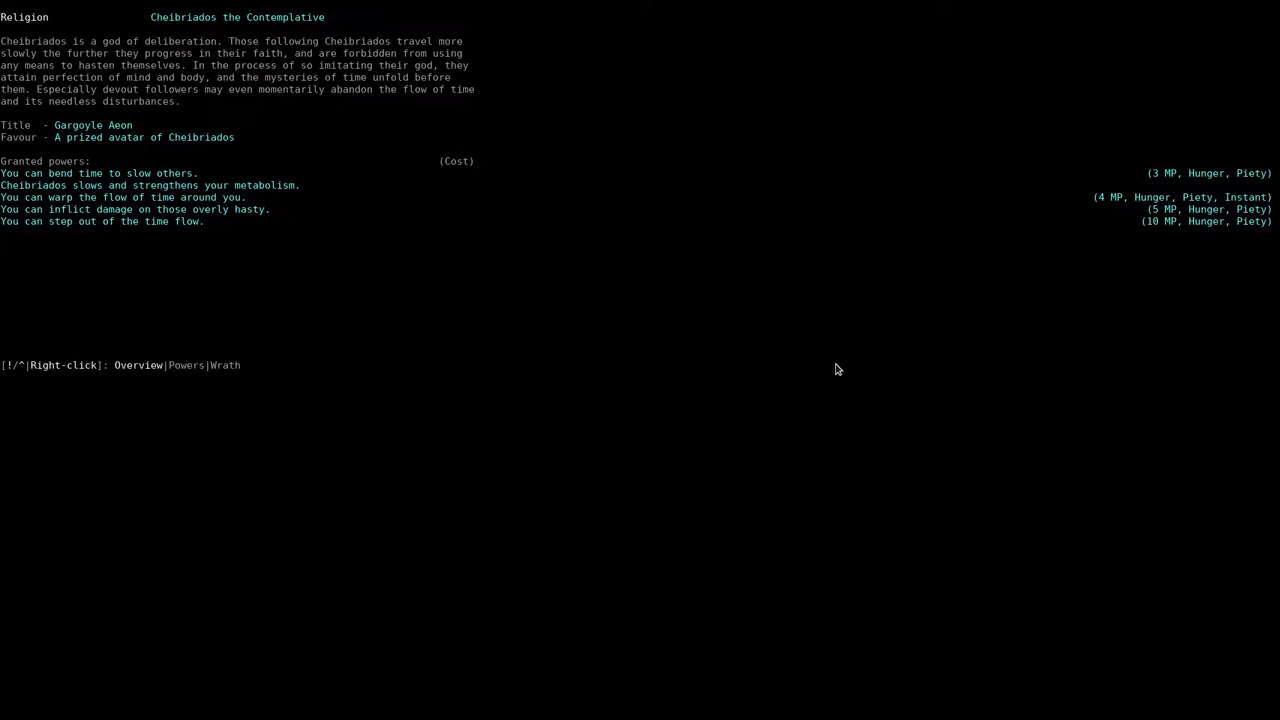 Religion Cheibriados the Contemplative
Cheibriados is a god of deliberation. Those following Cheibriados travel more
slowly the further they progress in their faith, and are forbidden from using
any means to hasten themselves. In the process of so imitating their god, they
attain perfection of mind and body, and the mysteries of time unfold before
them. Especially devout followers may even momentarily abandon the flow of time
and its needless disturbances.
Title - Gargoyle Aeon
Favour - A prized avatar of Cheibriados
Granted powers: (Cost)
You can bend time to slow others. (3 MP, Hunger, Piety)
Cheibriados slows and strengthens your metabolism.
You can warp the flow of time around you. (4 MP, Hunger, Piety, Instant)
You can inflict damage on those overly hasty. (5 MP, Hunger, Piety)
You can step out of the time flow. (10 MP, Hunger, Piety)
[!/^|Right-click]: Overview|Powers|Wrath